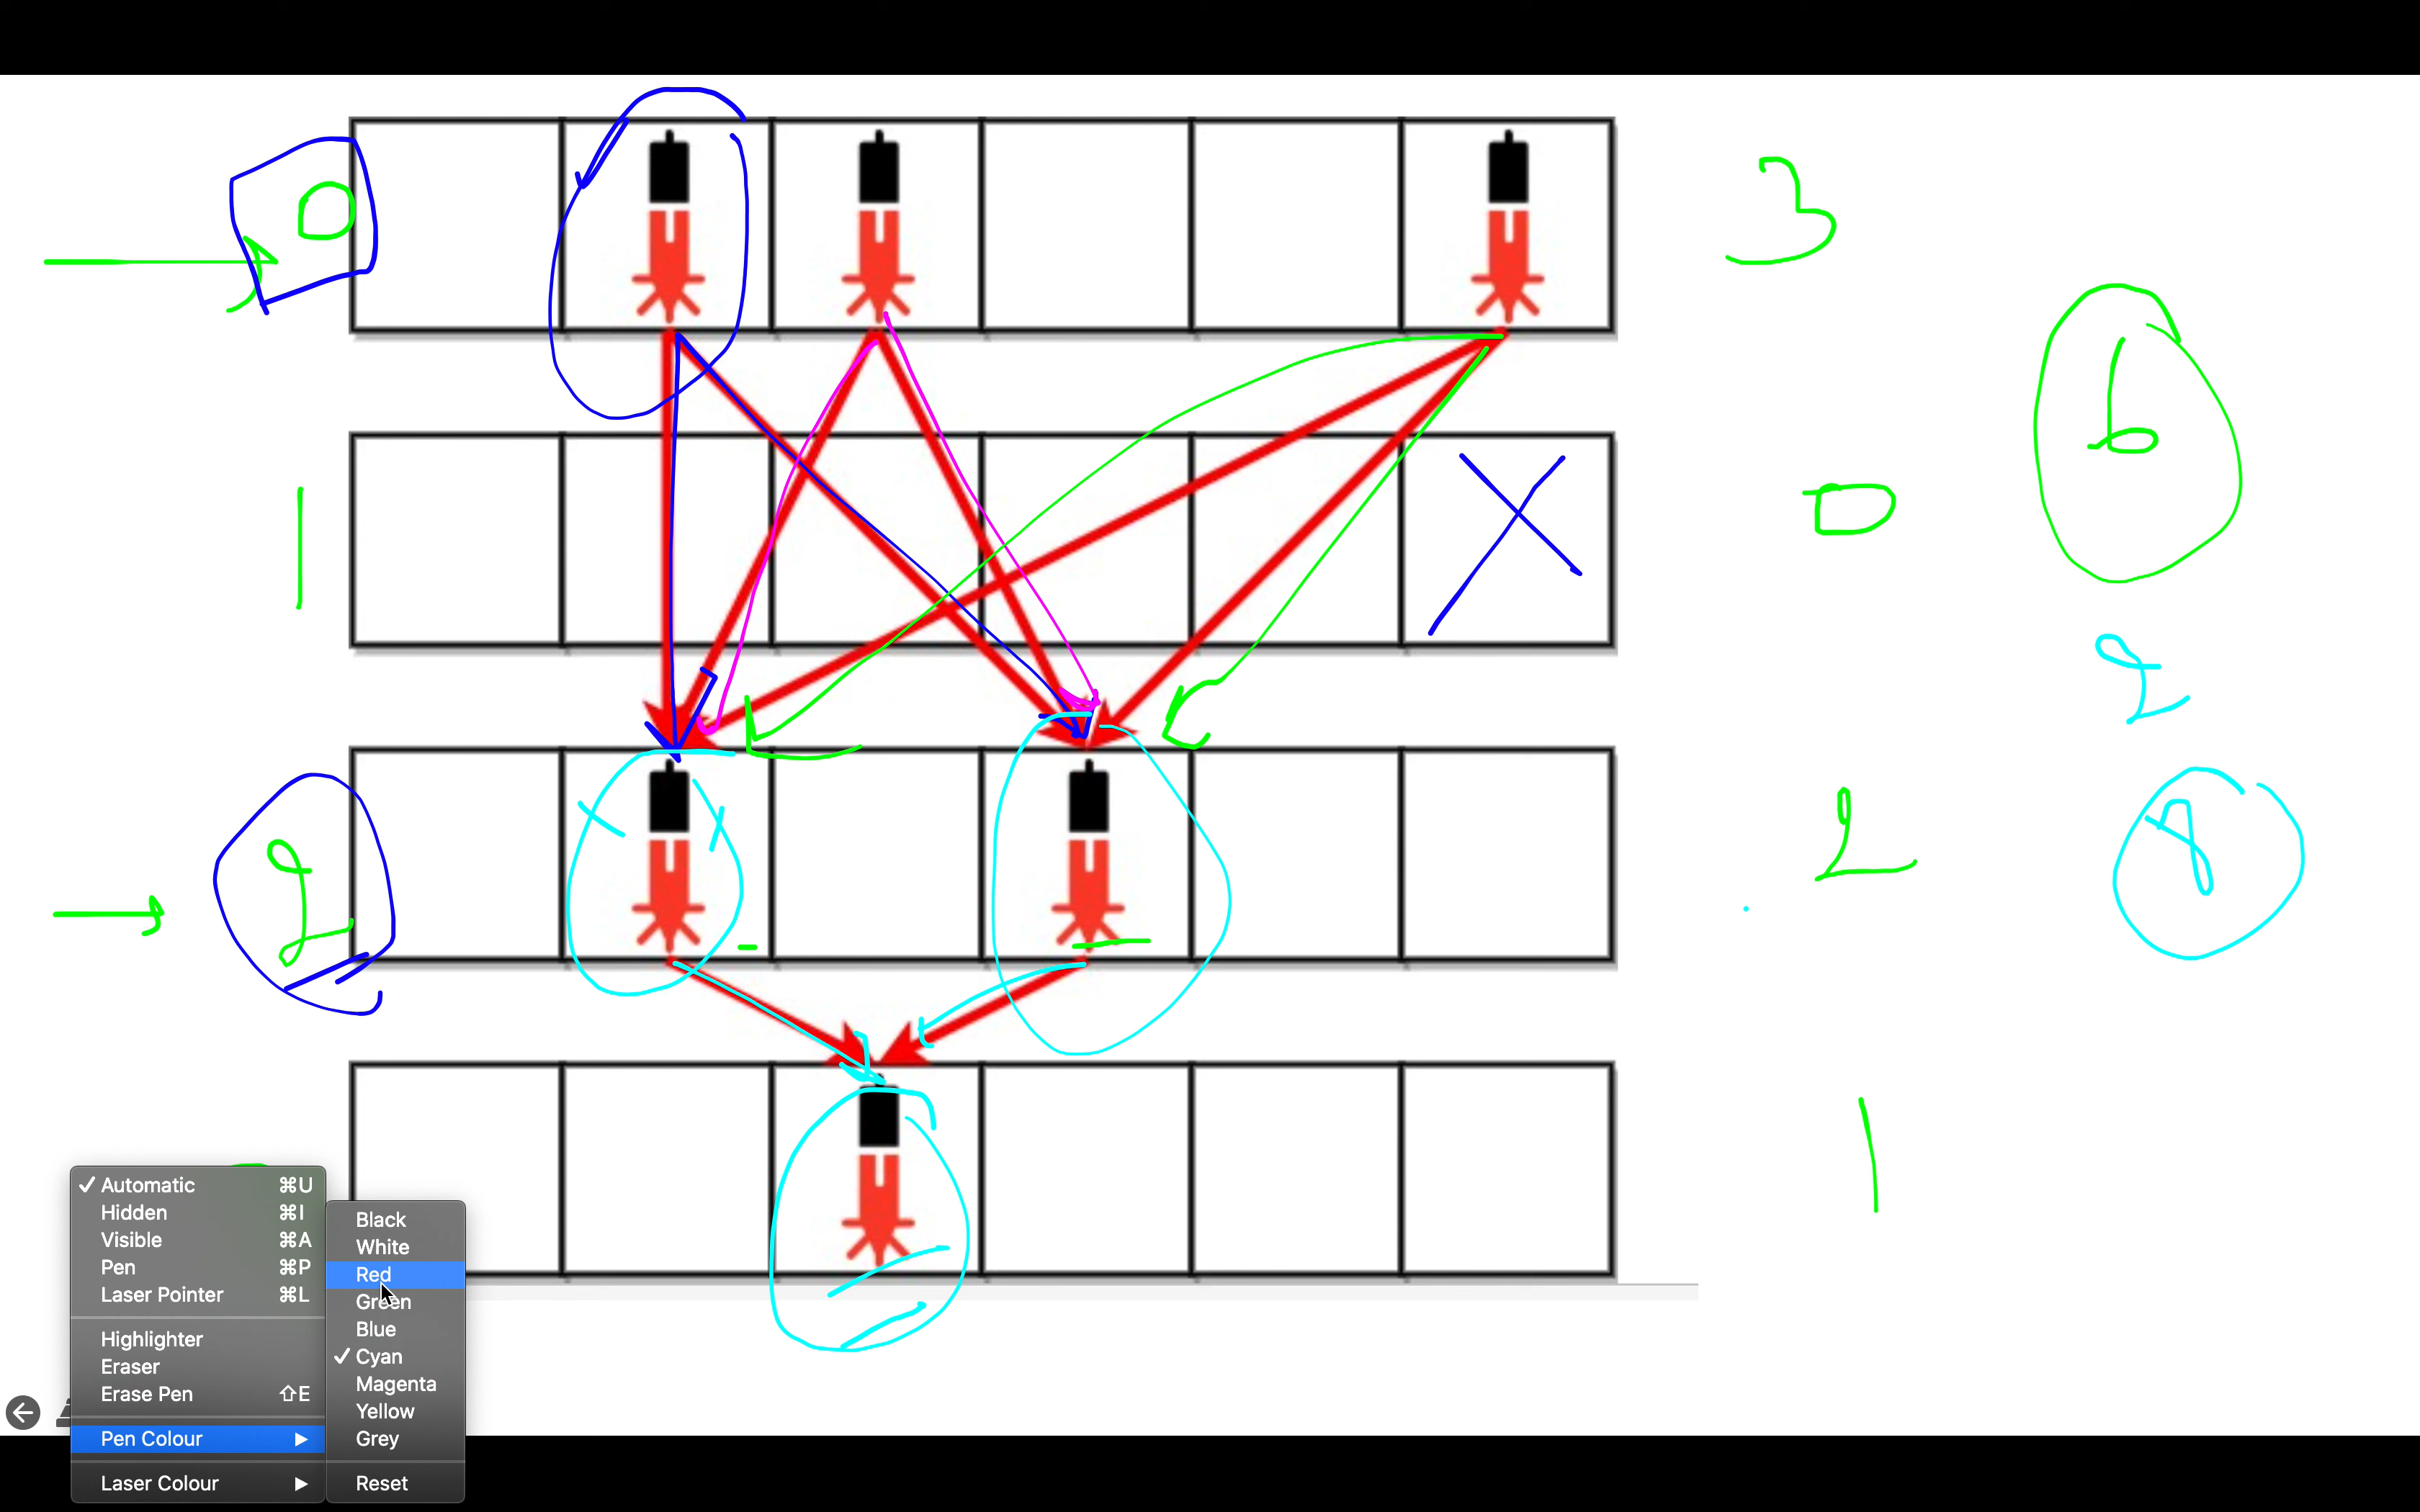 0
3
1
0
6
2
2
2
8
1
✓ Automatic ⌘U
Hidden ⌘I
Visible ⌘A
Pen ⌘P
Laser Pointer ⌘L
Highlighter
Eraser
Erase Pen ⇧E
Pen Colour ▶
Laser Colour ▶
Black
White
Red
Green
Blue
✓ Cyan
Magenta
Yellow
Grey
Reset